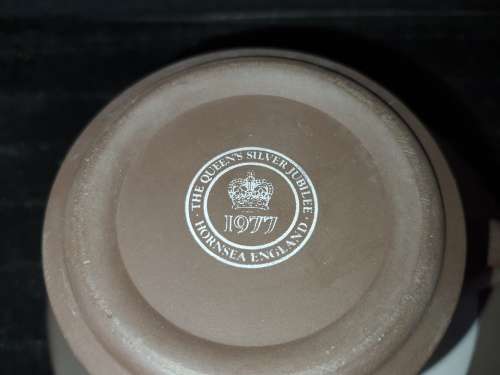 THE QUEEN'S SILVER JUBILEE
1977
HORNSEA ENGLAND